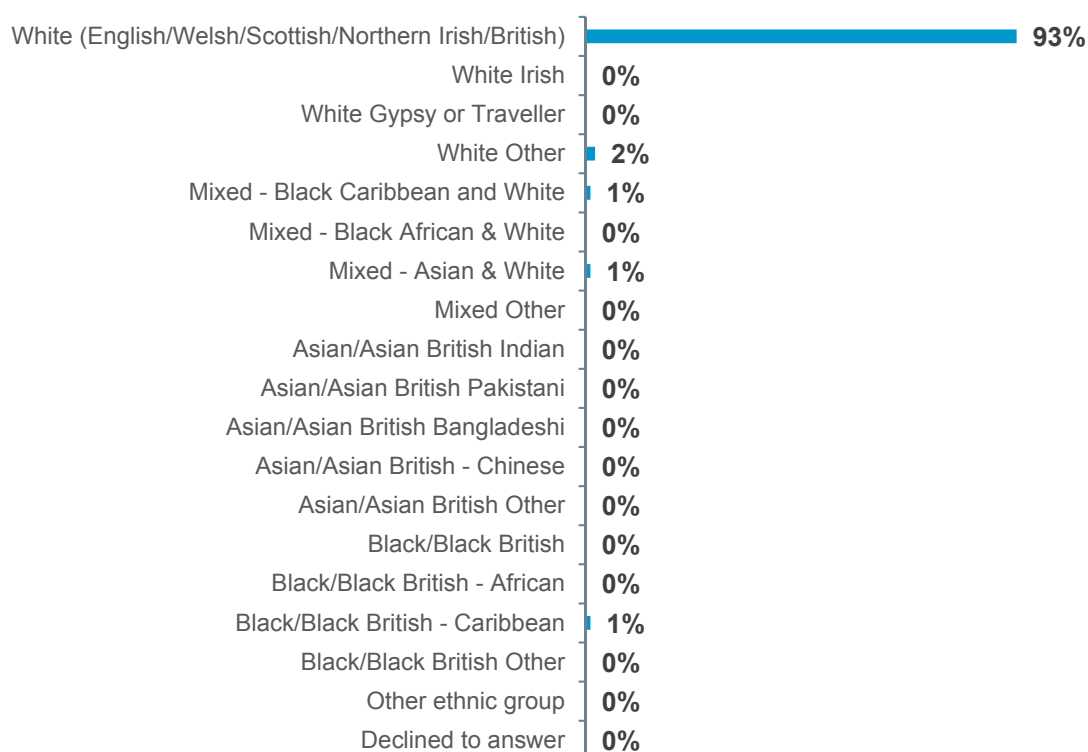 White (English/Welsh/Scottish/Northern Irish/British) 93%
White Irish 0%
White Gypsy or Traveller 0%
White Other 2%
Mixed - Black Caribbean and White 1%
Mixed - Black African & White 0%
Mixed - Asian & White 1%
Mixed Other 0%
Asian/Asian British Indian 0%
Asian/Asian British Pakistani 0%
Asian/Asian British Bangladeshi 0%
Asian/Asian British - Chinese 0%
Asian/Asian British Other 0%
Black/Black British 0%
Black/Black British - African 0%
Black/Black British - Caribbean 1%
Black/Black British Other 0%
Other ethnic group 0%
Declined to answer 0%